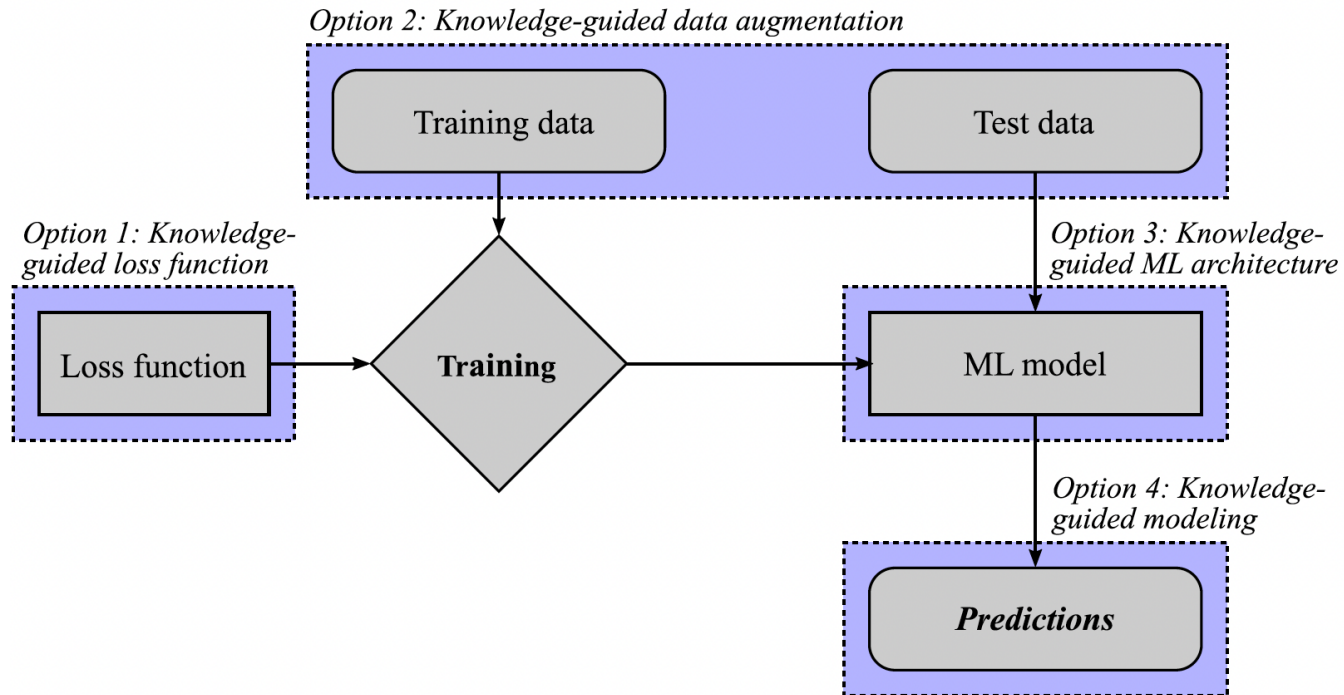 Option 2: Knowledge-guided data augmentation
Training data
Test data
Option 1: Knowledge-
guided loss function
Option 3: Knowledge-
guided ML architecture
Loss function
Training
ML model
Option 4: Knowledge-
guided modeling
Predictions